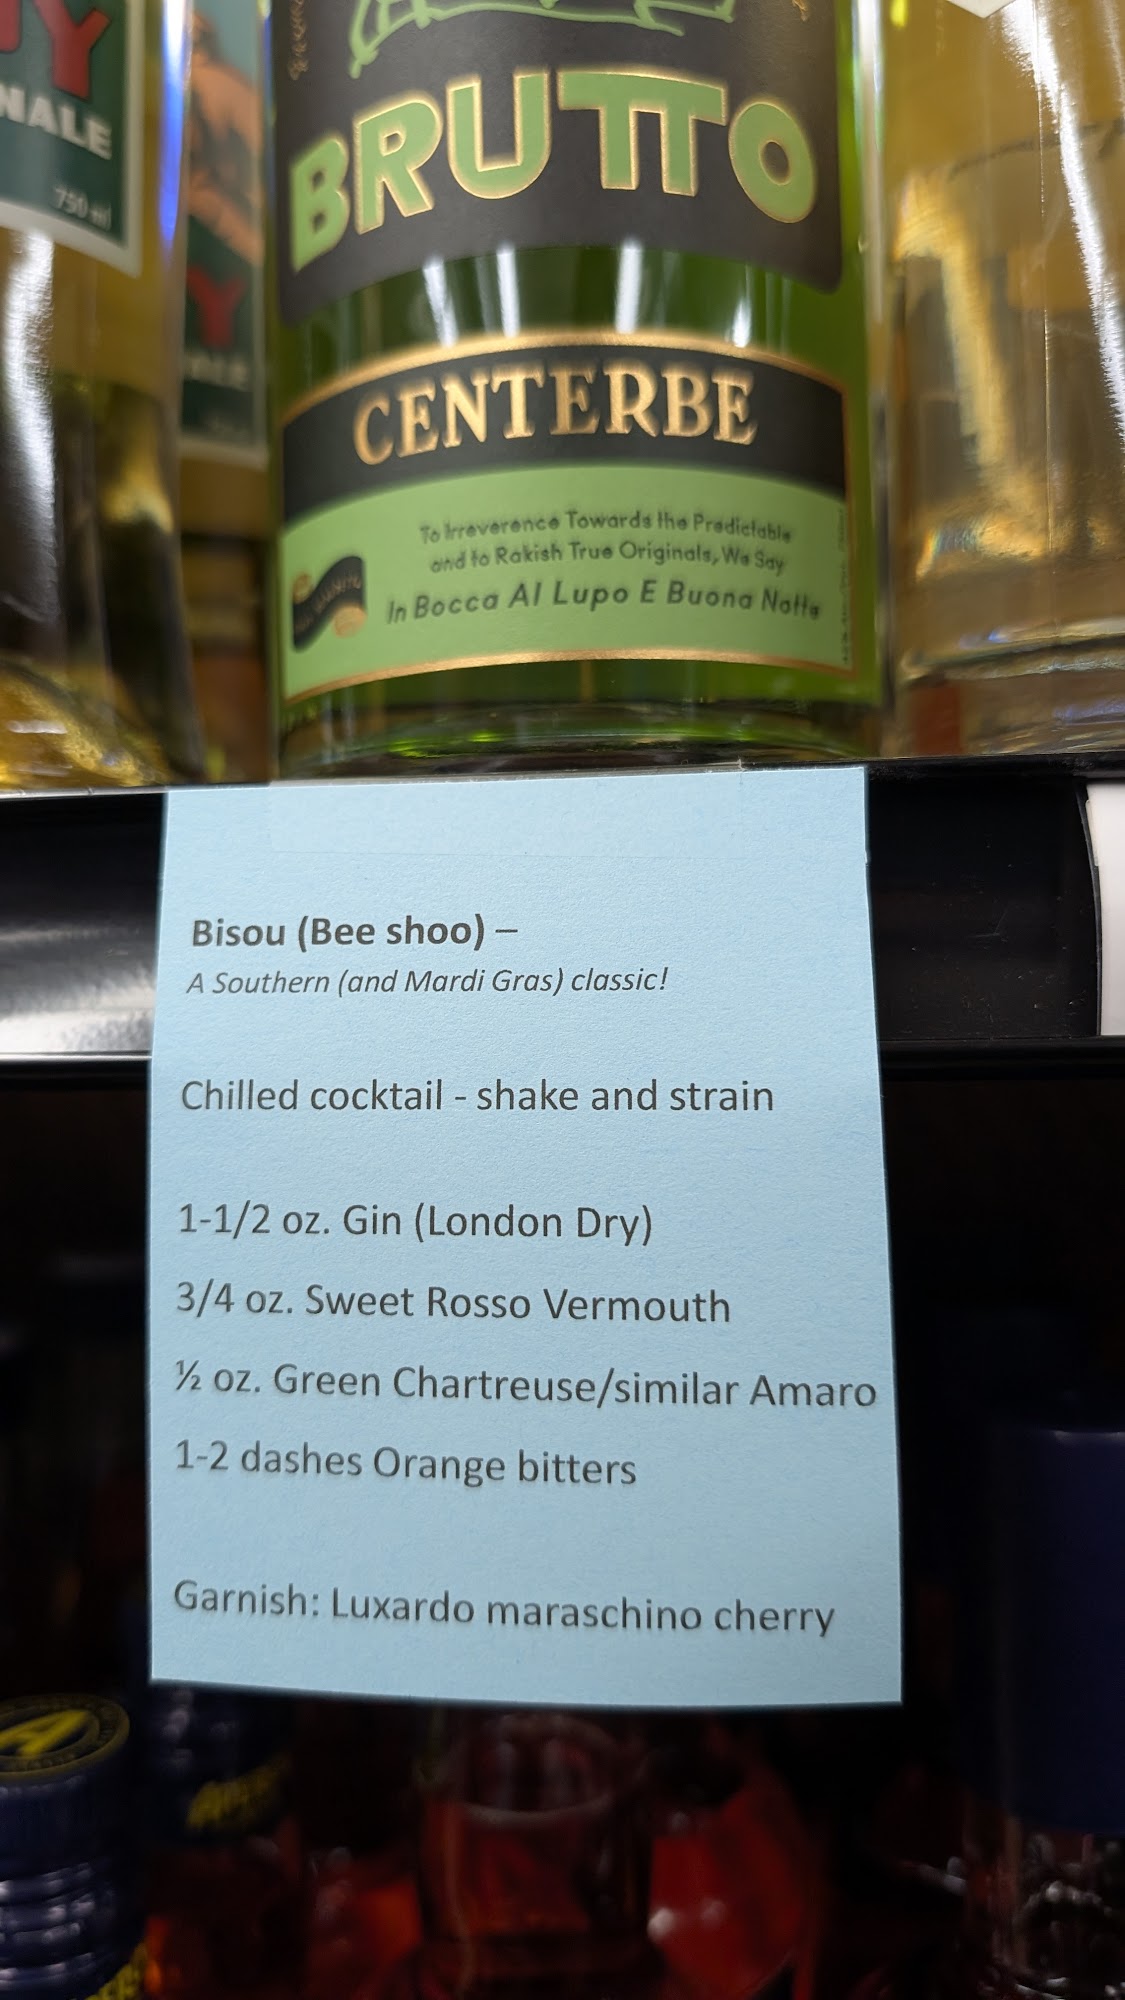 NALE
750 ml
BRUTTO
CENTERBE
To Irreverence Towards the Predictable
and to Rakish True Originals, We Say
In Bocca Al Lupo E Buona Notte
Bisou (Bee shoo) –
A Southern (and Mardi Gras) classic!
Chilled cocktail - shake and strain
1-1/2 oz. Gin (London Dry)
3/4 oz. Sweet Rosso Vermouth
½ oz. Green Chartreuse/similar Amaro
1-2 dashes Orange bitters
Garnish: Luxardo maraschino cherry